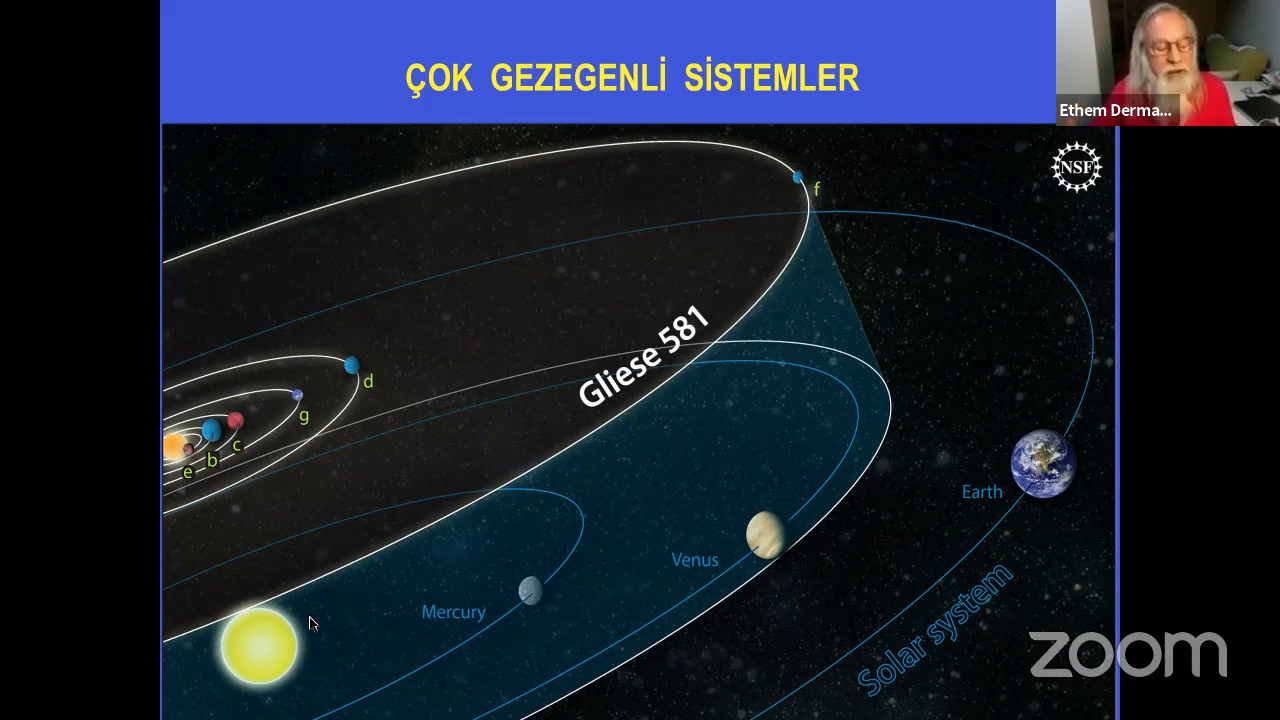 ÇOK GEZEGENLİ SİSTEMLER
Ethem Derma...
NSF
f
Gliese 581
d
g
c
b
e
Earth
Venus
Mercury
Solar system
zoom